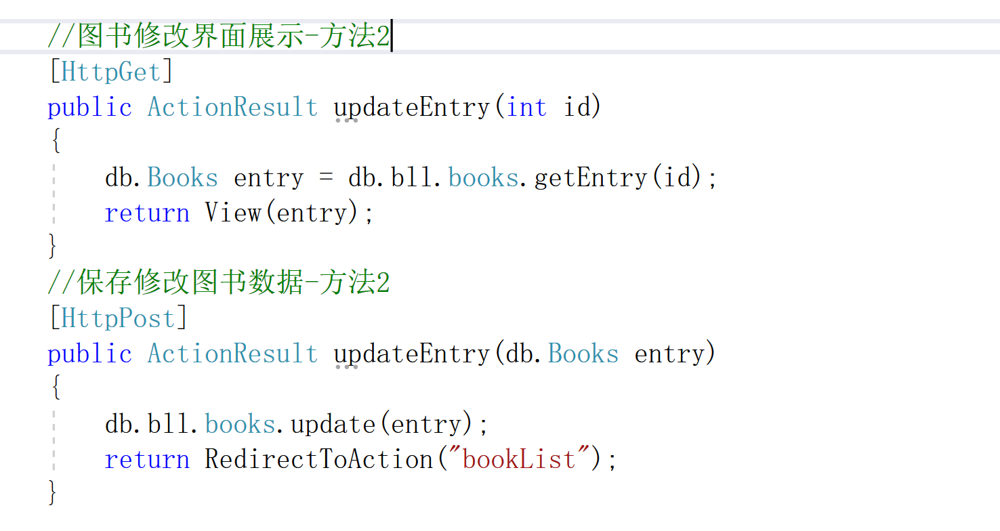 //图书修改界面展示-方法2
[HttpGet]
public ActionResult updateEntry(int id)
{
db.Books entry = db.bll.books.getEntry(id);
return View(entry);
}
//保存修改图书数据-方法2
[HttpPost]
public ActionResult updateEntry(db.Books entry)
{
db.bll.books.update(entry);
return RedirectToAction("bookList");
}